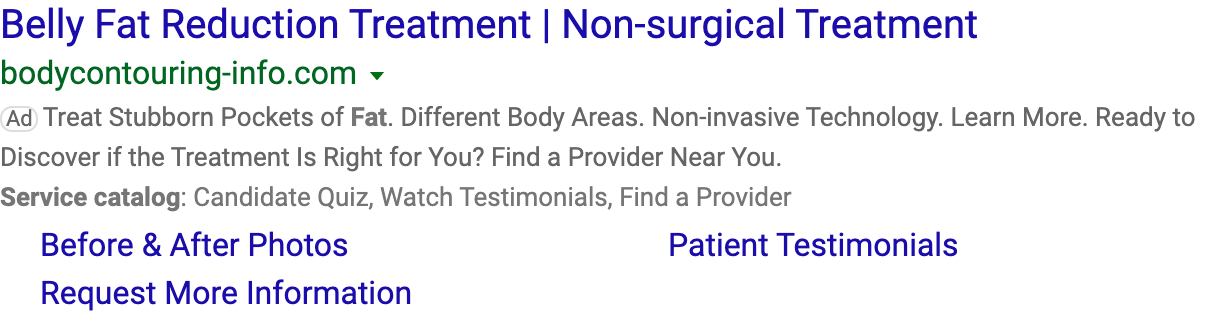 Belly Fat Reduction Treatment | Non-surgical Treatment
bodycontouring-info.com
Ad Treat Stubborn Pockets of Fat. Different Body Areas. Non-invasive Technology. Learn More. Ready to
Discover if the Treatment Is Right for You? Find a Provider Near You.
Service catalog: Candidate Quiz, Watch Testimonials, Find a Provider
Before & After Photos Patient Testimonials
Request More Information